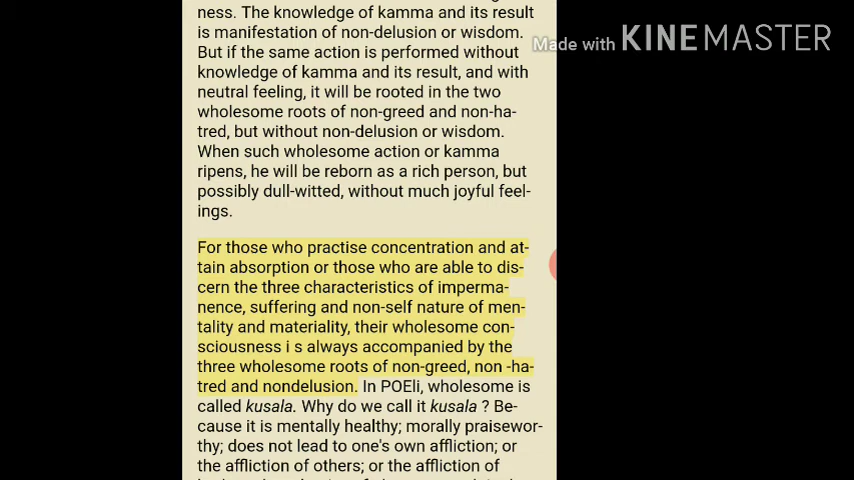 ness. The knowledge of kamma and its result
is manifestation of non-delusion or wisdom.
Made with KINEMASTER
But if the same action is performed without
knowledge of kamma and its result, and with
neutral feeling, it will be rooted in the two
wholesome roots of non-greed and non-ha-
tred, but without non-delusion or wisdom.
When such wholesome action or kamma
ripens, he will be reborn as a rich person, but
possibly dull-witted, without much joyful feel-
ings.
For those who practise concentration and at-
tain absorption or those who are able to dis-
cern the three characteristics of imperma-
nence, suffering and non-self nature of men-
tality and materiality, their wholesome con-
sciousness i s always accompanied by the
three wholesome roots of non-greed, non -ha-
tred and nondelusion. In POEli, wholesome is
called kusala. Why do we call it kusala ? Be-
cause it is mentally healthy; morally praisewor-
thy; does not lead to one's own affliction; or
the affliction of others; or the affliction of